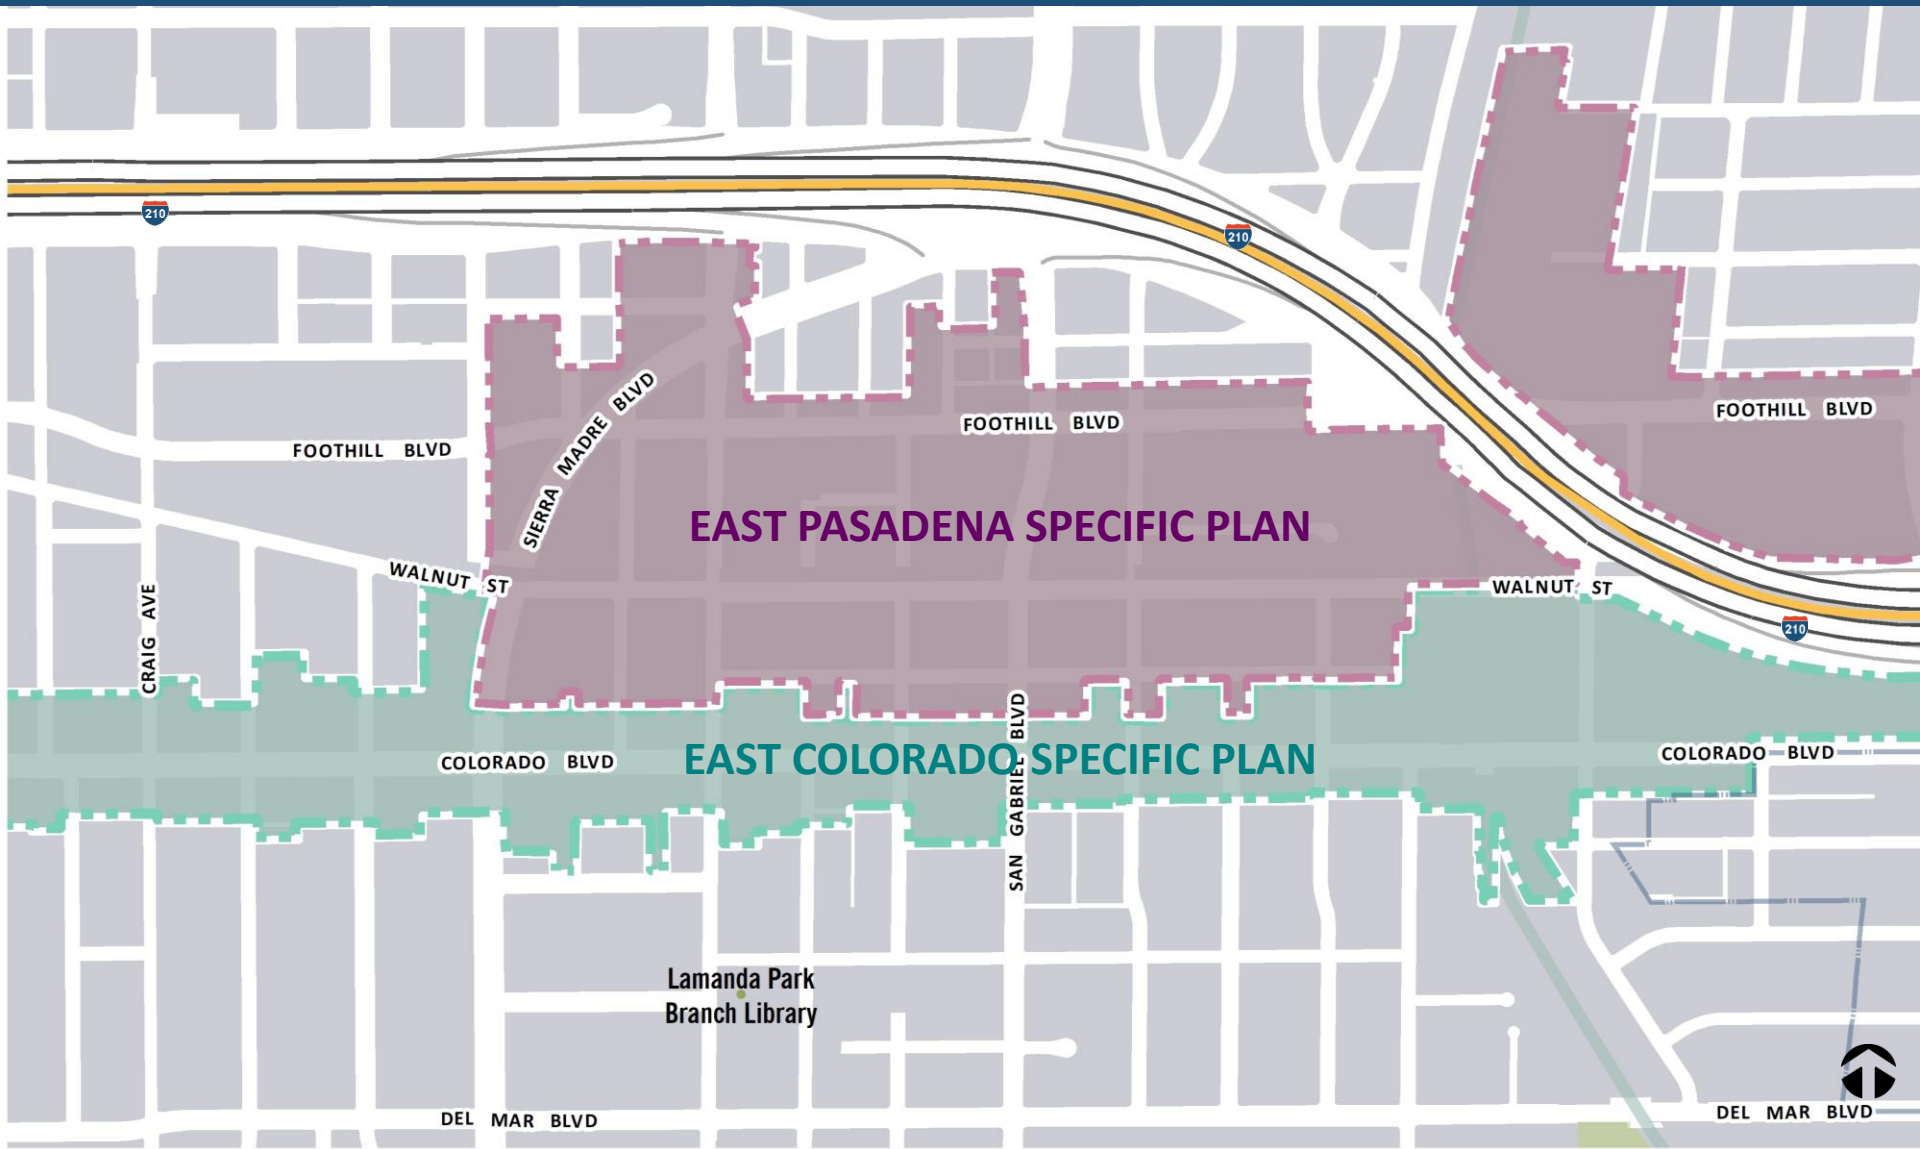 210
210
FOOTHILL BLVD
SIERRA MADRE BLVD
FOOTHILL BLVD
FOOTHILL BLVD
EAST PASADENA SPECIFIC PLAN
WALNUT ST
WALNUT ST
CRAIG AVE
210
SAN GABRIEL BLVD
COLORADO BLVD
EAST COLORADO SPECIFIC PLAN
COLORADO BLVD
Lamanda Park
Branch Library
DEL MAR BLVD
DEL MAR BLVD